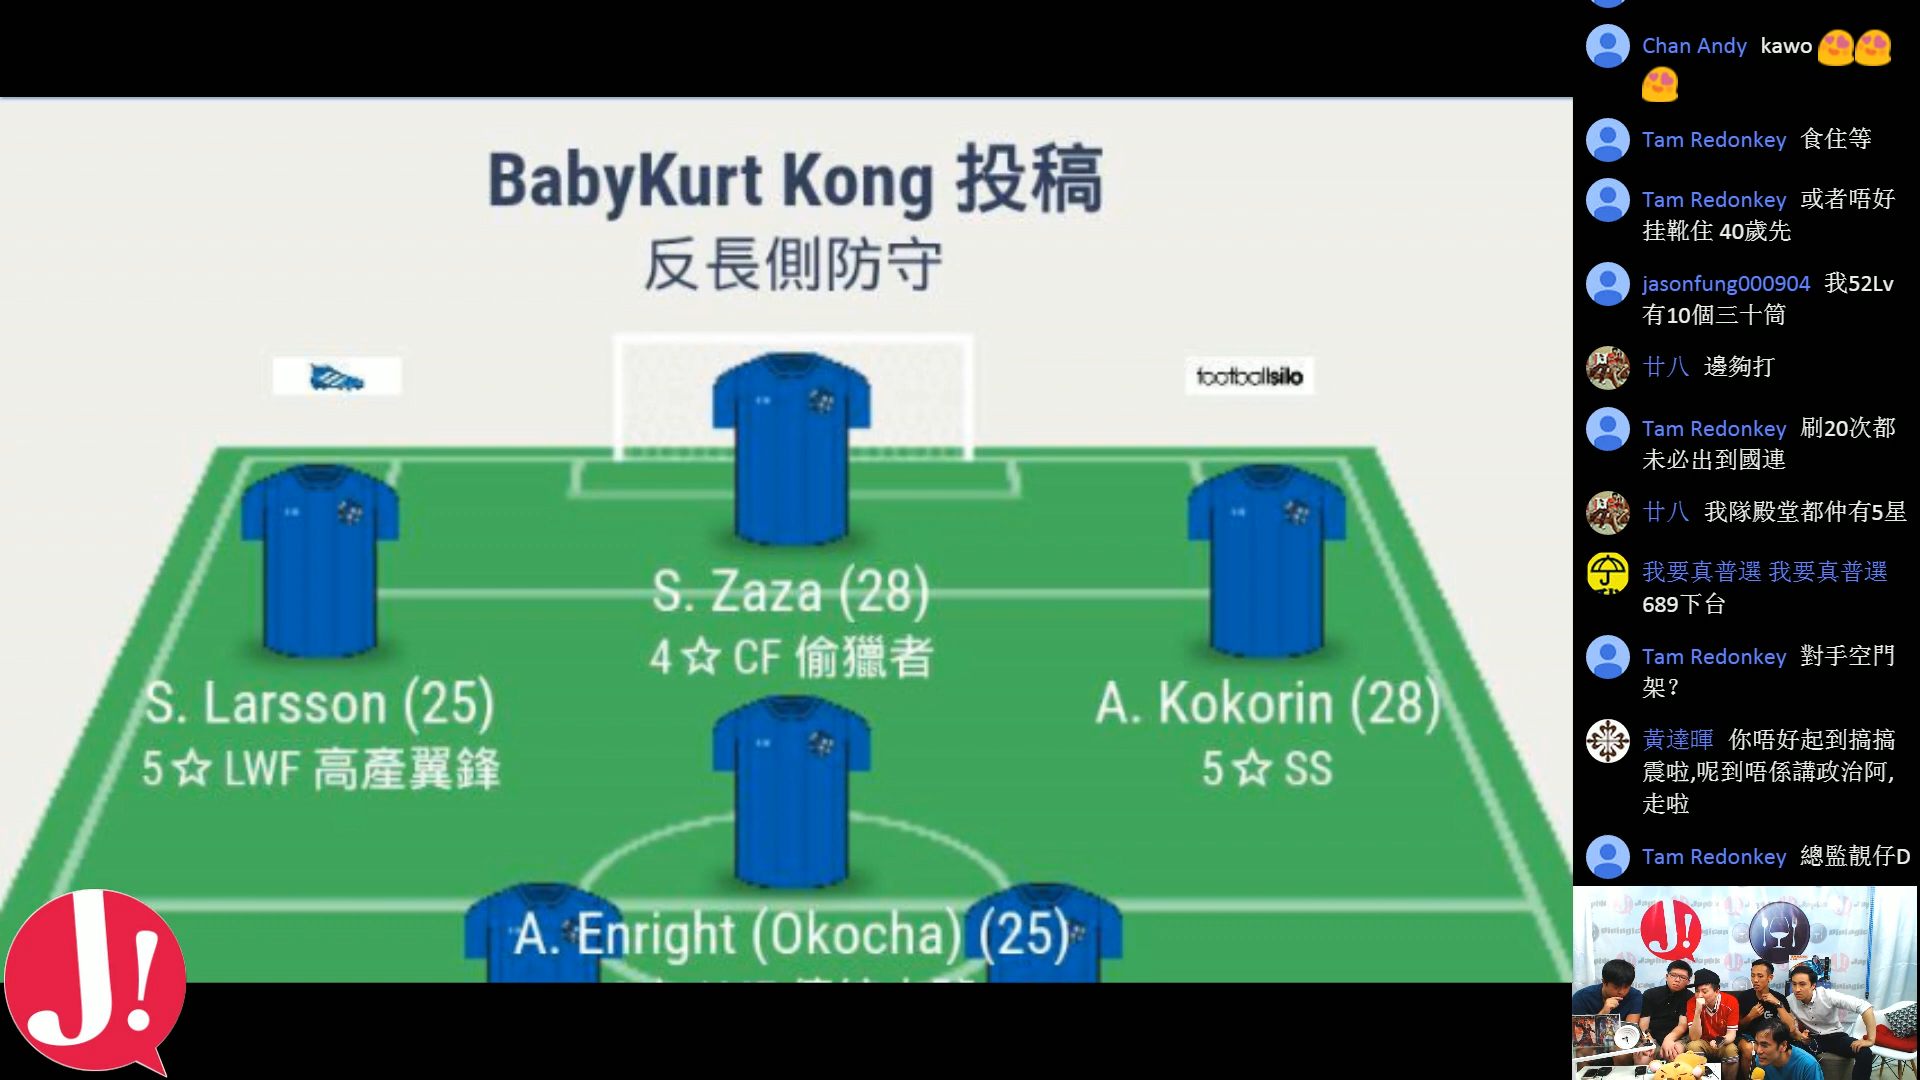 BabyKurt Kong 投稿
反長側防守
footballsilo
S. Zaza (28)
4☆ CF 偷獵者
S. Larsson (25)
5☆ LWF 高產翼鋒
A. Kokorin (28)
5☆ SS
A. Enright (Okocha) (25)
J!
Chan Andy kawo 😍😍
😍
Tam Redonkey 食住等
Tam Redonkey 或者唔好
挂靴住 40歲先
jasonfung000904 我52Lv
有10個三十筒
廿八 邊夠打
Tam Redonkey 刷20次都
未必出到國連
廿八 我隊殿堂都仲有5星
我要真普選 我要真普選
689下台
Tam Redonkey 對手空門
架?
黃達暉 你唔好起到搞搞
震啦,呢到唔係講政治阿,
走啦
Tam Redonkey 總監靚仔D
J!